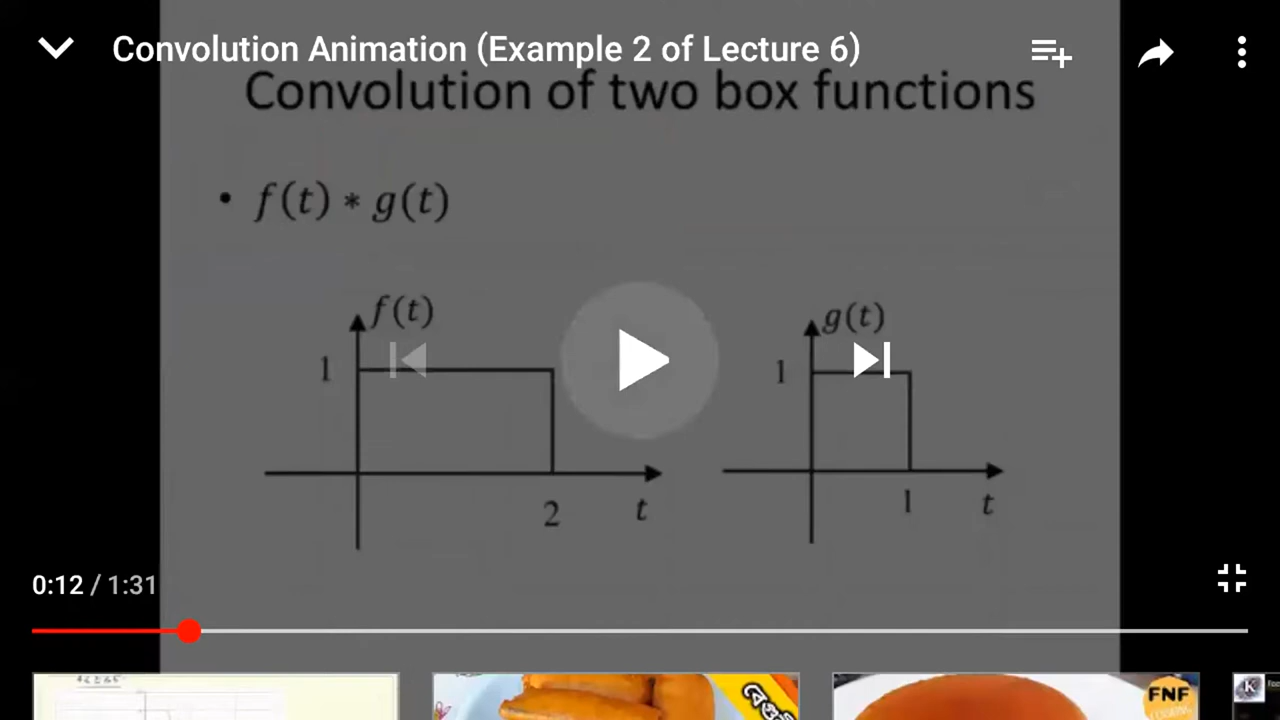 Convolution Animation (Example 2 of Lecture 6)
Convolution of two box functions
• f(t) ∗ g(t)
f(t)
1
2
t
g(t)
1
1
t
0:12 / 1:31
FNF
K